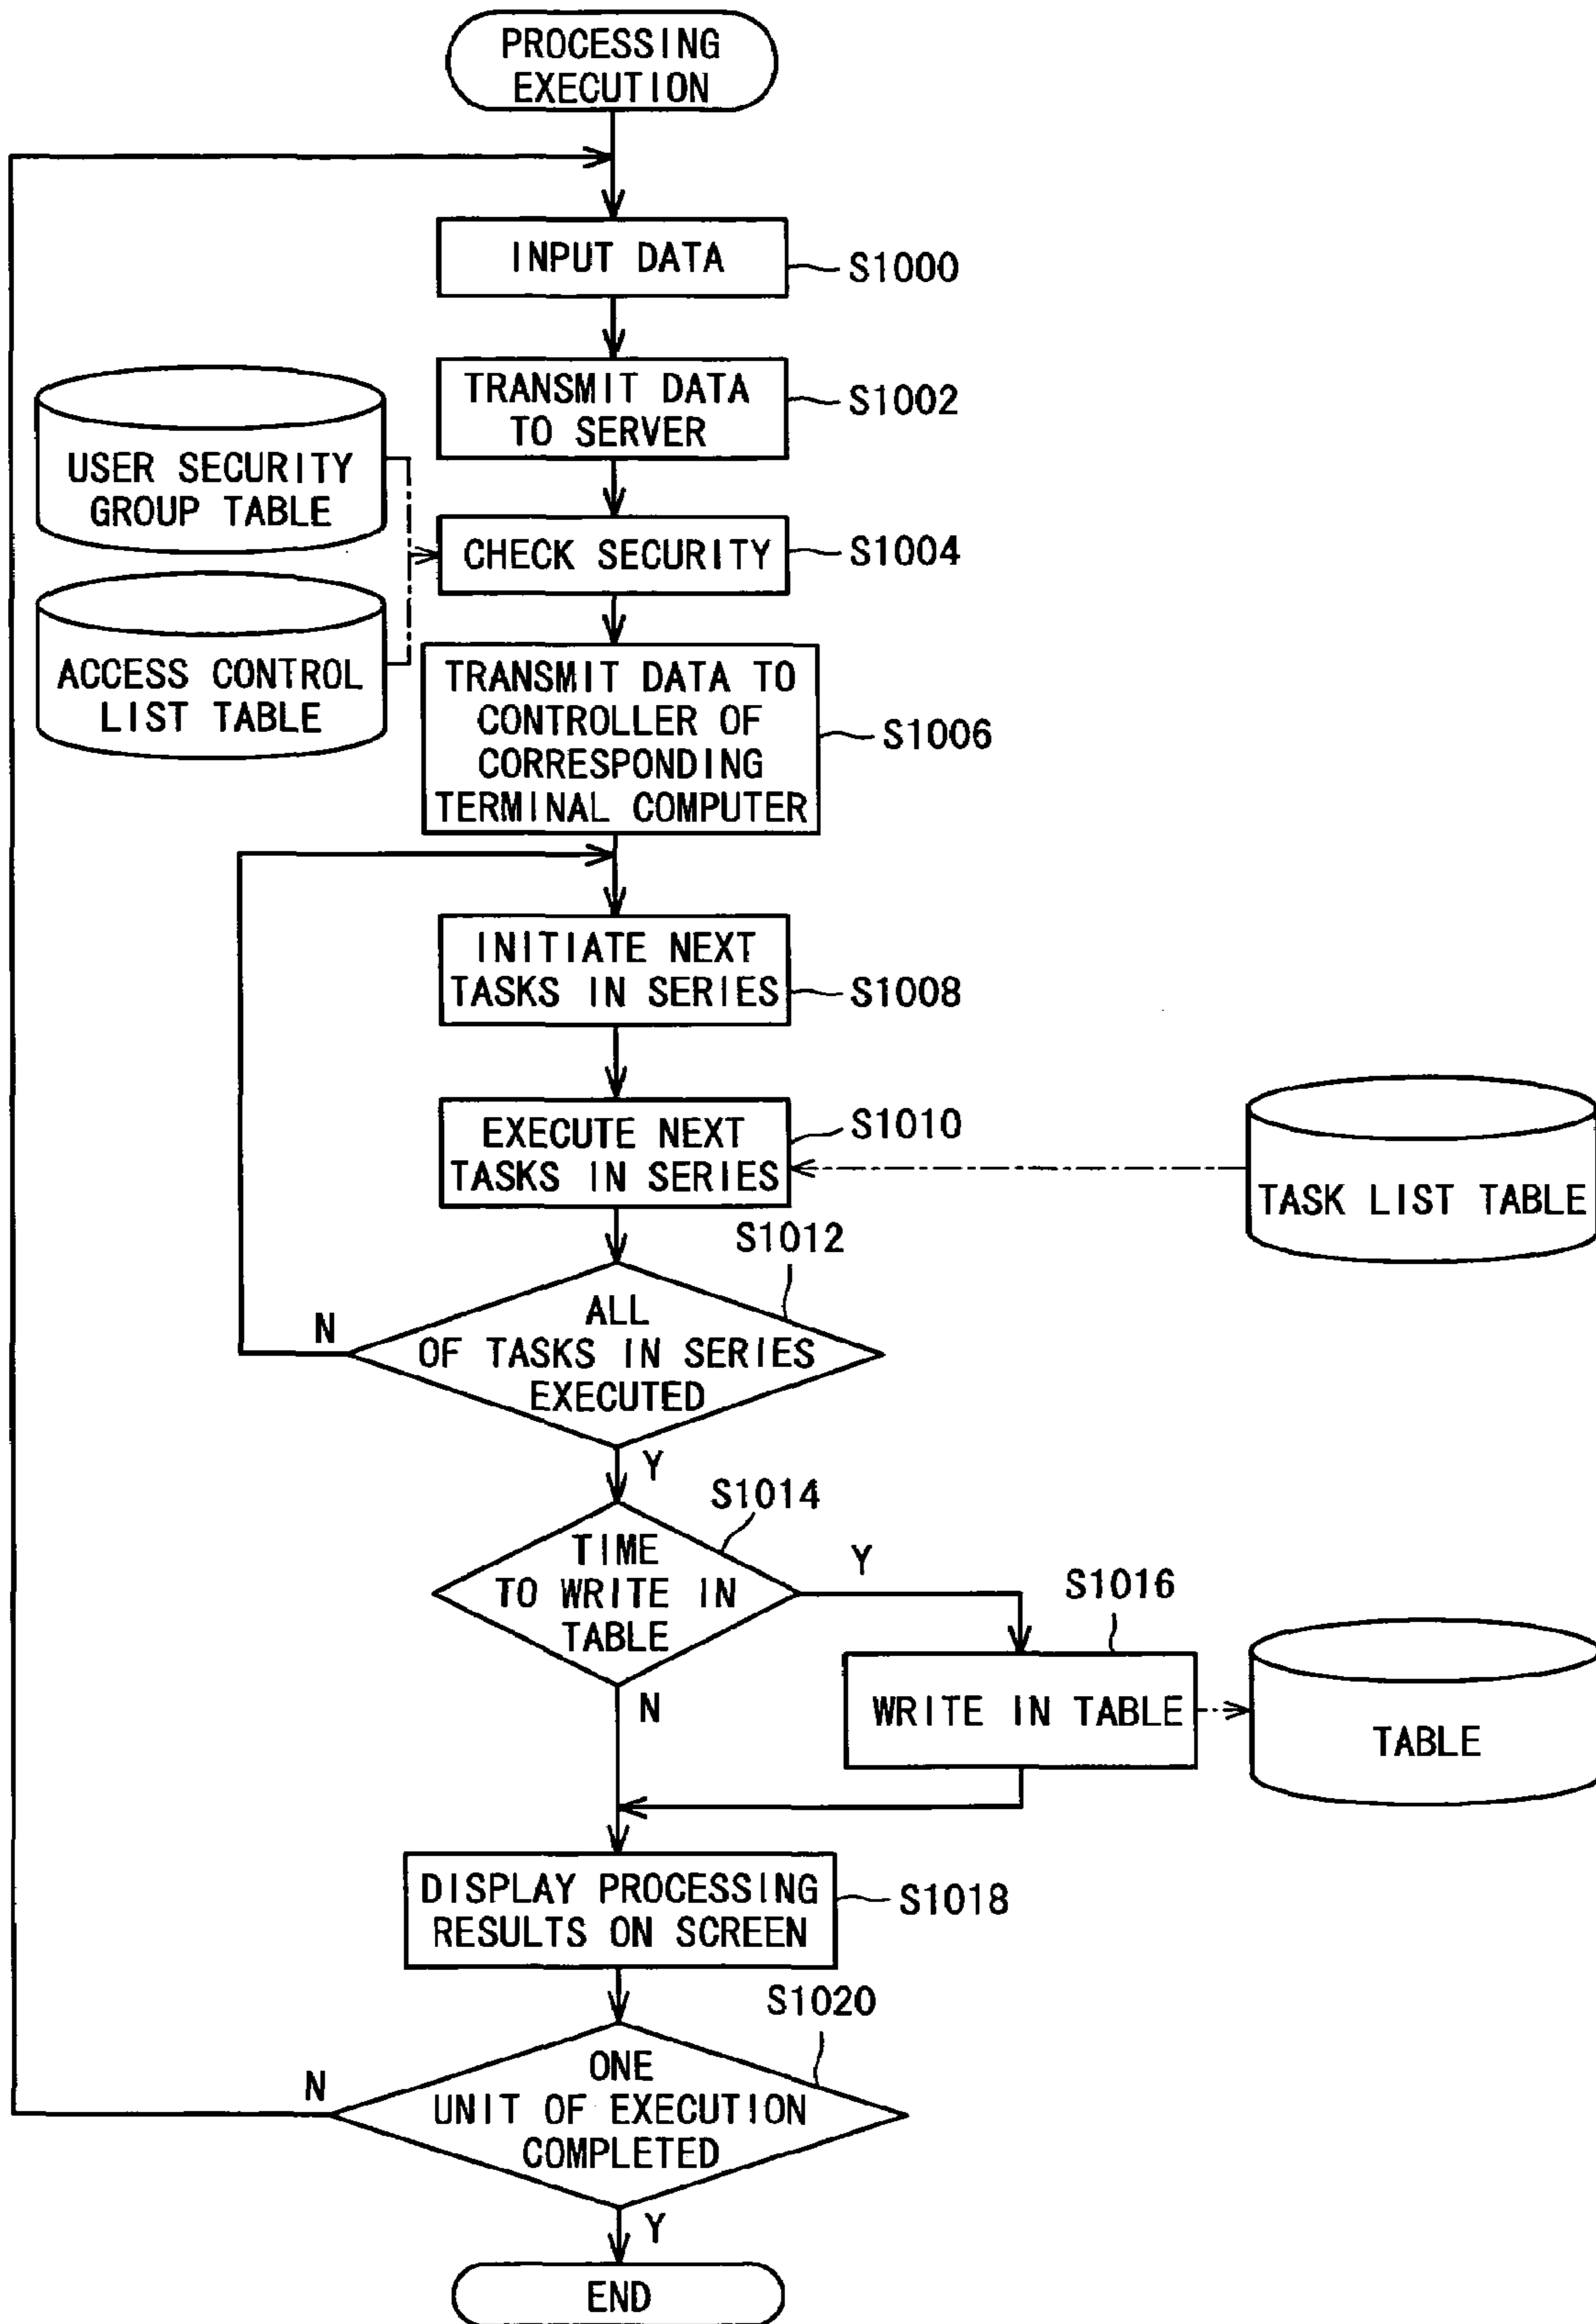 PROCESSING
EXECUTION
INPUT DATA
S1000
TRANSMIT DATA
TO SERVER
S1002
USER SECURITY
GROUP TABLE
CHECK SECURITY
S1004
ACCESS CONTROL
LIST TABLE
TRANSMIT DATA TO
CONTROLLER OF
CORRESPONDING
TERMINAL COMPUTER
S1006
INITIATE NEXT
TASKS IN SERIES
S1008
EXECUTE NEXT
TASKS IN SERIES
S1010
TASK LIST TABLE
S1012
ALL
OF TASKS IN SERIES
EXECUTED
N
Y
S1014
TIME
TO WRITE IN
TABLE
Y
N
S1016
WRITE IN TABLE
TABLE
DISPLAY PROCESSING
RESULTS ON SCREEN
S1018
S1020
ONE
UNIT OF EXECUTION
COMPLETED
N
Y
END